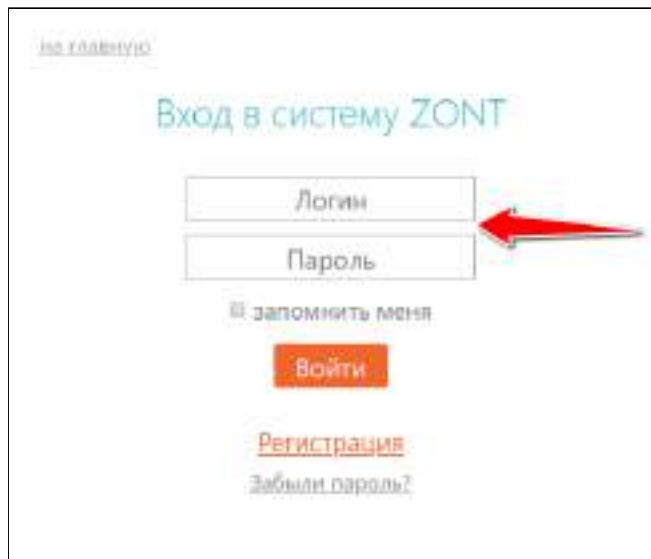 на главную
Вход в систему ZONT
Логин
Пароль
запомнить меня
Войти
Регистрация
Забыли пароль?